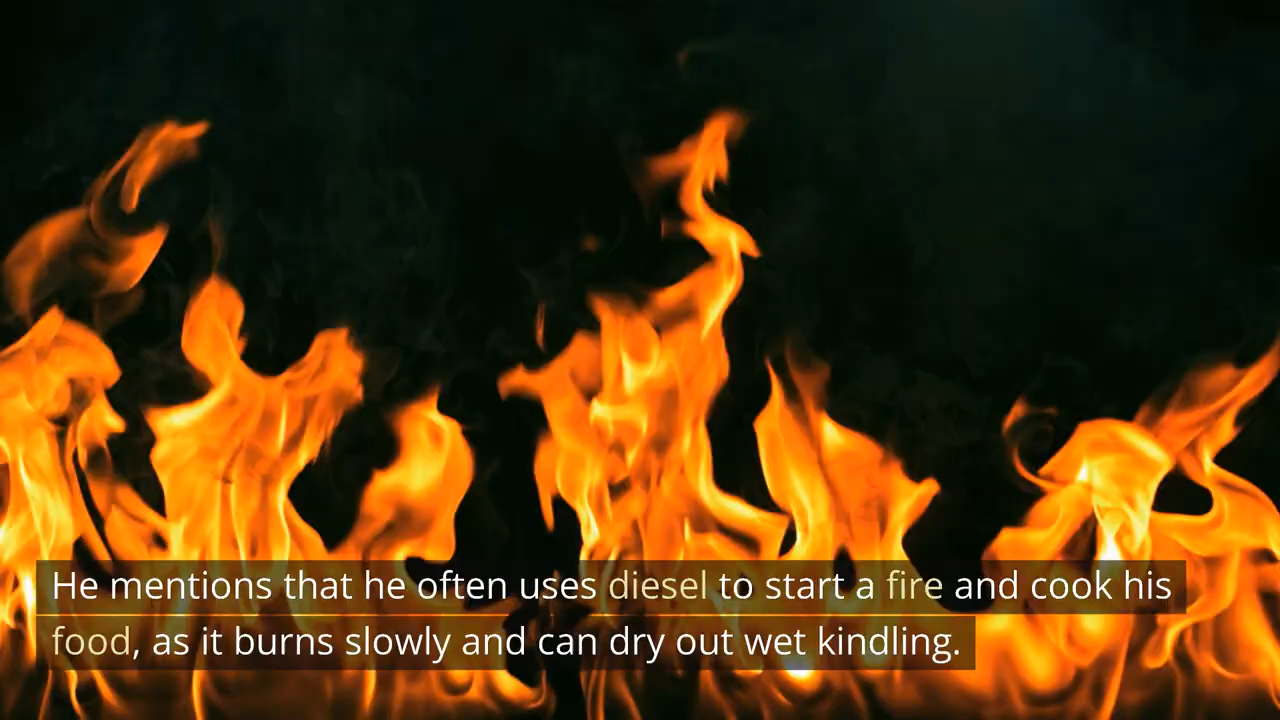 He mentions that he often uses diesel to start a fire and cook his
food, as it burns slowly and can dry out wet kindling.